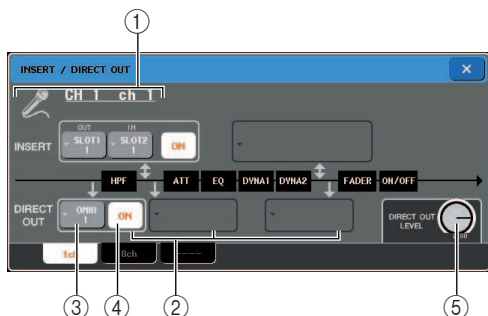 ①
INSERT / DIRECT OUT ×
CH 1 ch 1
OUT IN
INSERT SLOT1 1 SLOT2 1 ON
HPF ATT EQ DYNA1 DYNA2 FADER ON/OFF
DIRECT OUT OMNI 1 ON DIRECT OUT LEVEL
1ch 8ch ----
③ ④ ② ⑤